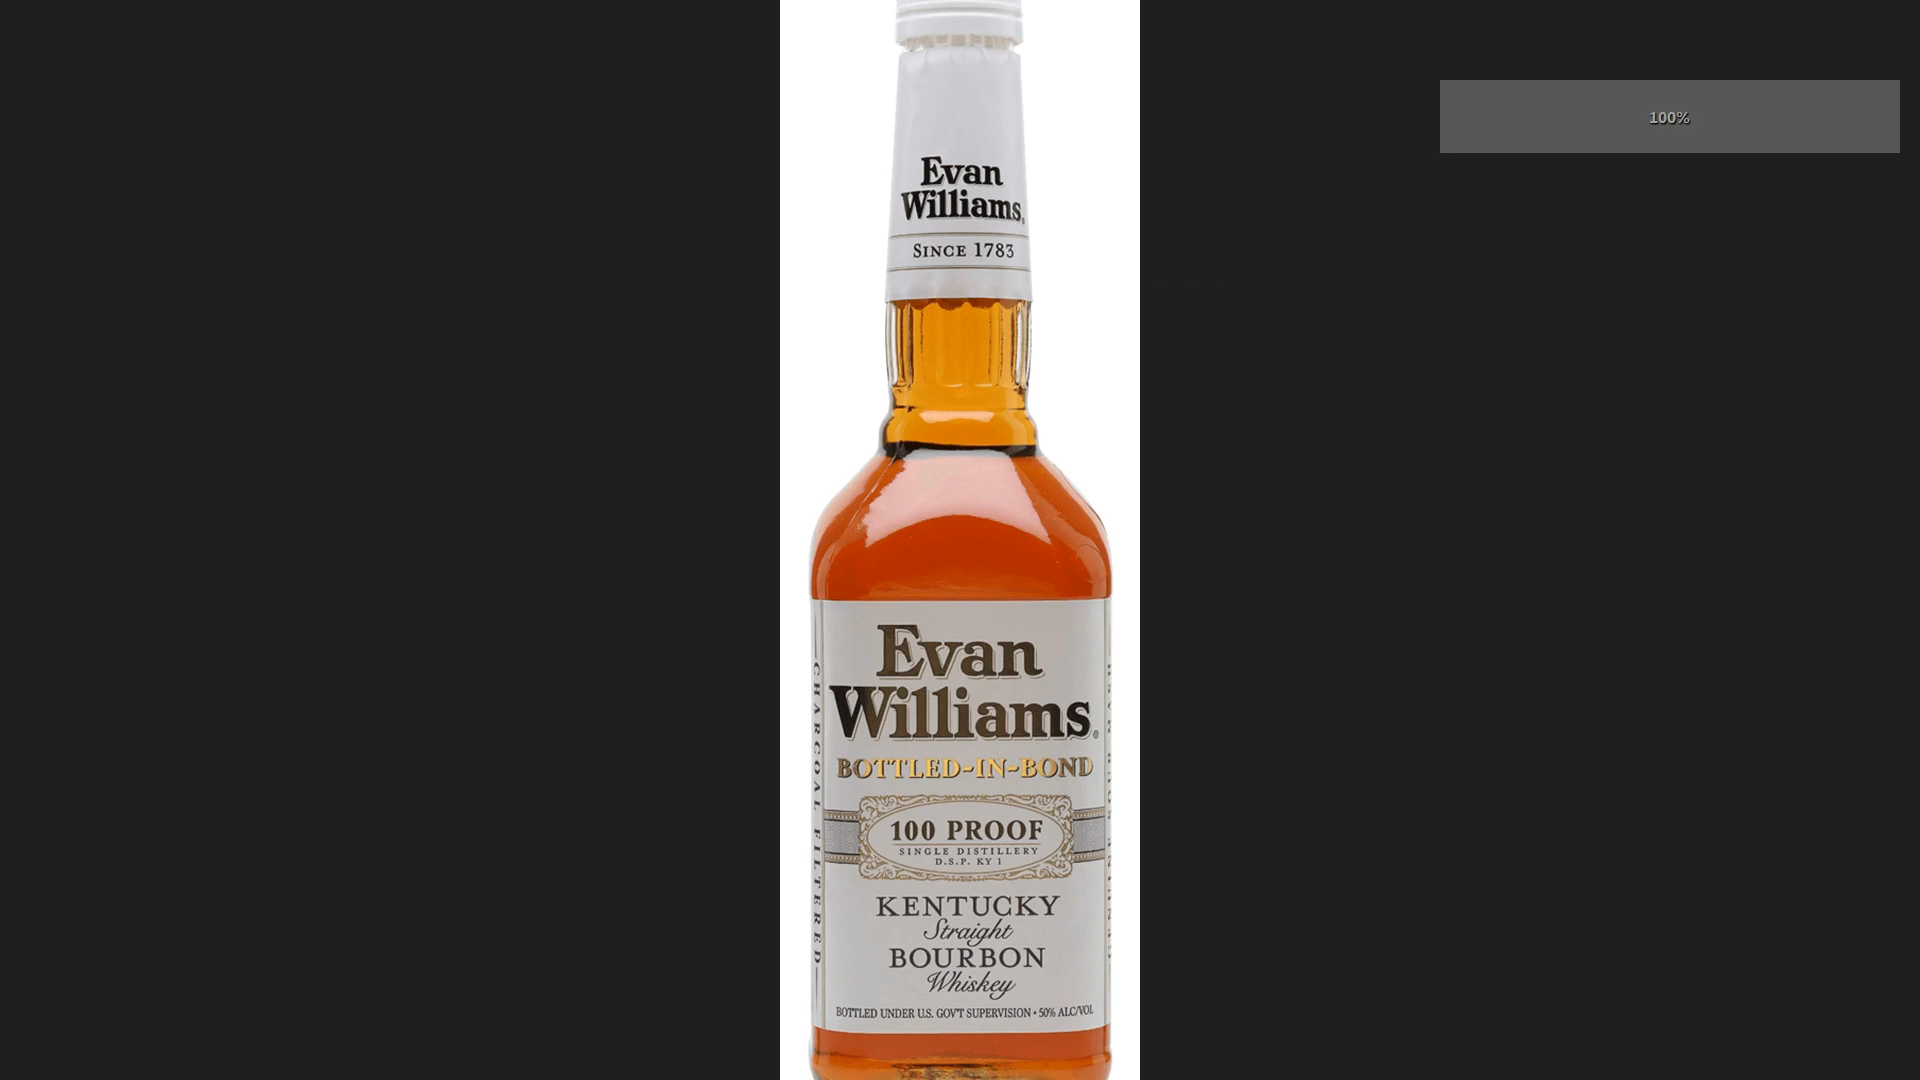 100%
Evan
Williams.
SINCE 1783
Evan
Williams®
BOTTLED-IN-BOND
100 PROOF
SINGLE DISTILLERY
D.S.P. KY 1
KENTUCKY
Straight
BOURBON
Whiskey
BOTTLED UNDER U.S. GOV'T SUPERVISION • 50% ALC/VOL
CHARCOAL FILTERED